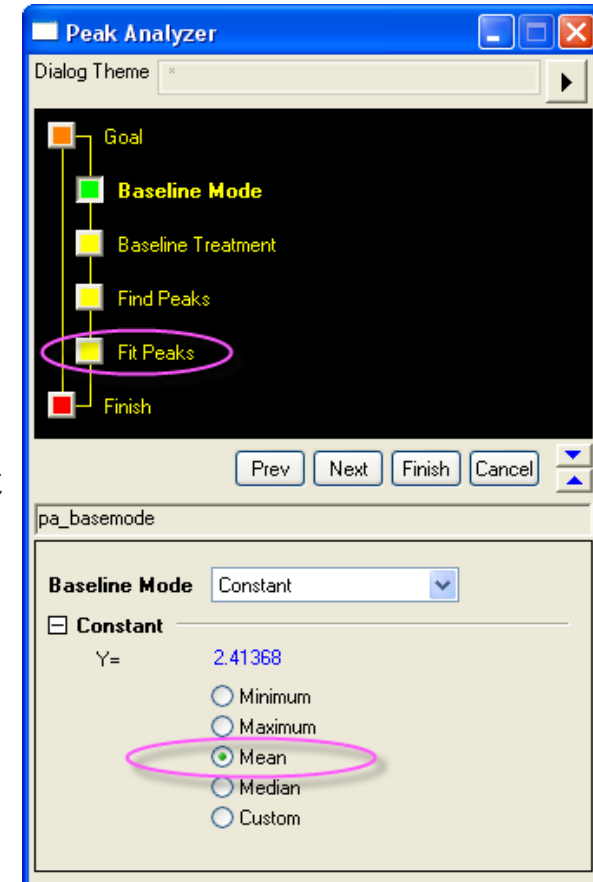 Peak Analyzer
Dialog Theme *
Goal
Baseline Mode
Baseline Treatment
Find Peaks
Fit Peaks
Finish
Prev Next Finish Cancel
pa_basemode
Baseline Mode Constant
Constant
Y= 2.41368
Minimum
Maximum
Mean
Median
Custom